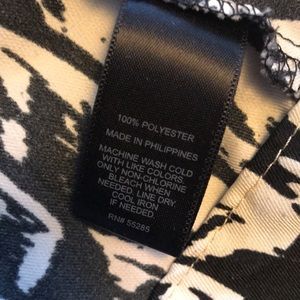 100% POLYESTER
MADE IN PHILIPPINES
MACHINE WASH COLD
WITH LIKE COLORS
ONLY NON-CHLORINE
BLEACH WHEN
NEEDED. LINE DRY.
COOL IRON
IF NEEDED.
RN# 55285